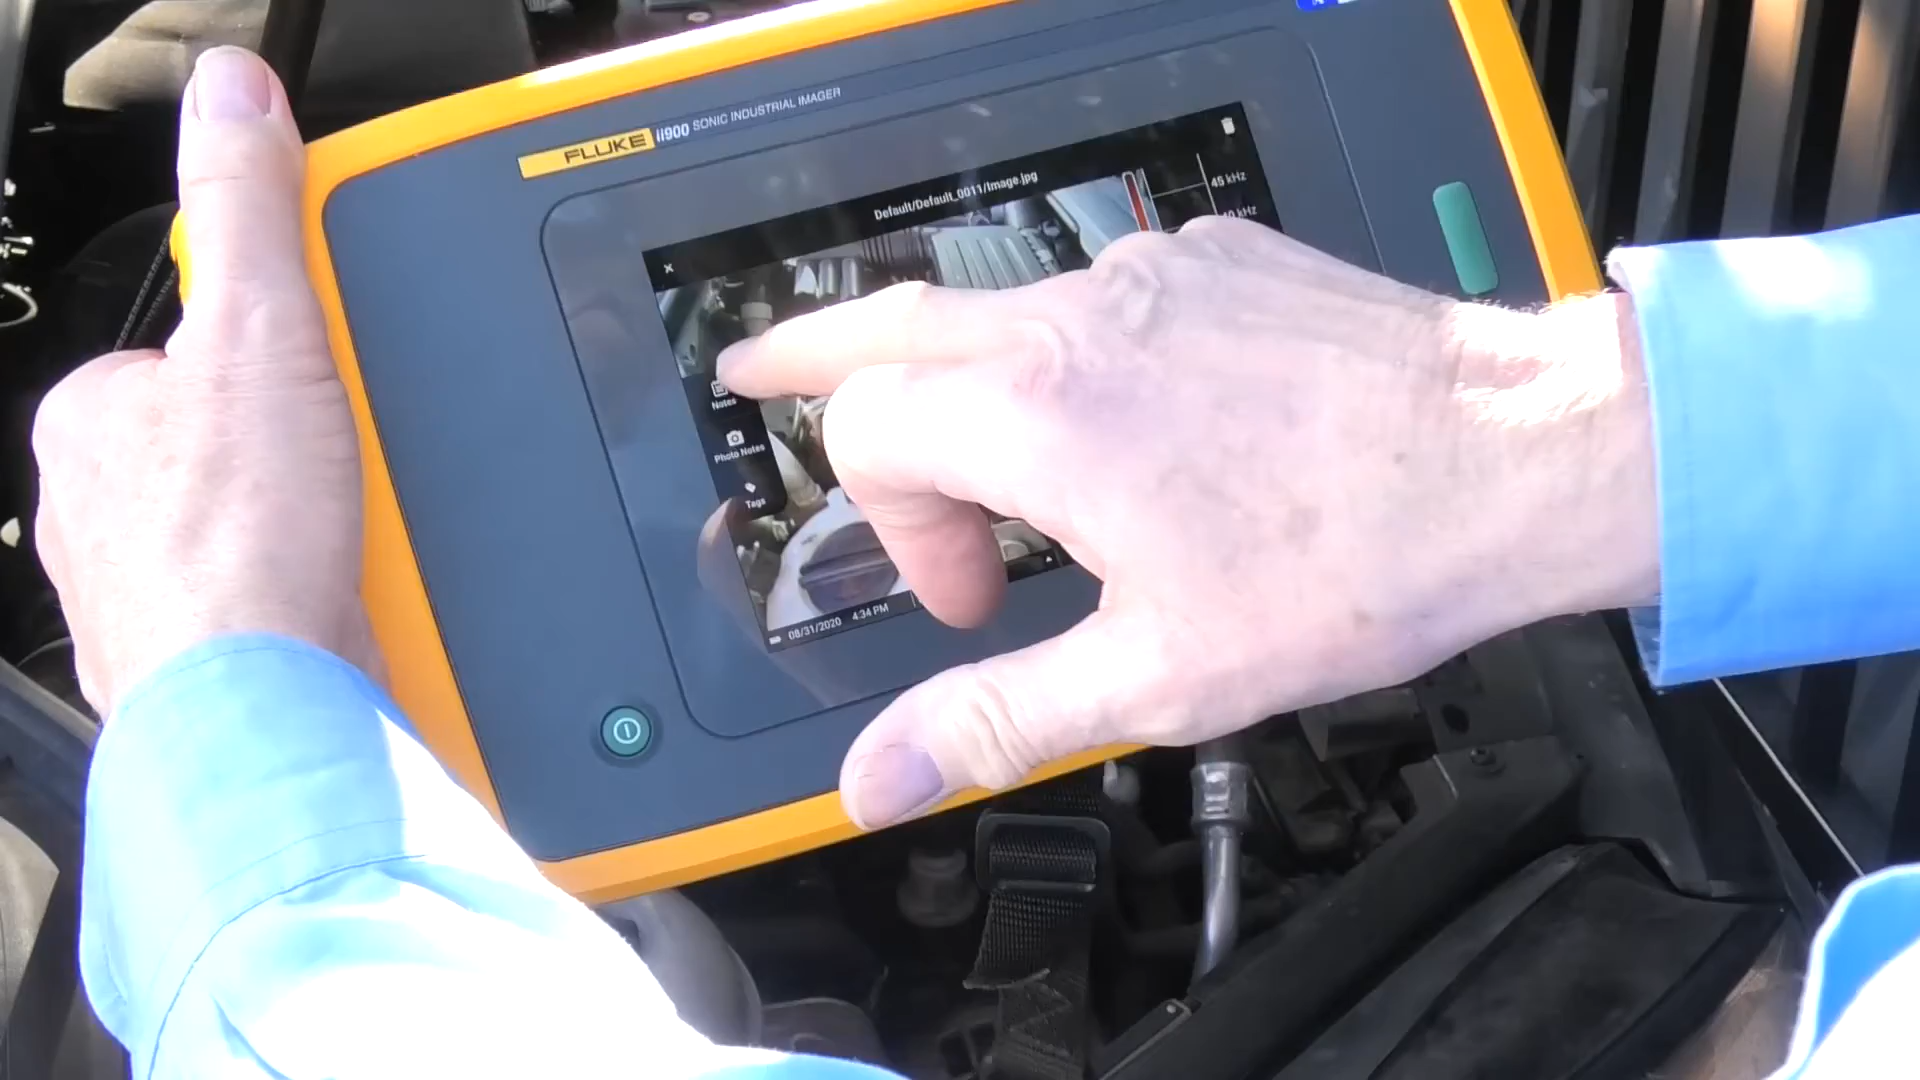 FLUKE ii900 SONIC INDUSTRIAL IMAGER
Default/Default_0011/Image.jpg
45 kHz
kHz
Notes
Photo Notes
Tags
08/31/2020 4:34 PM